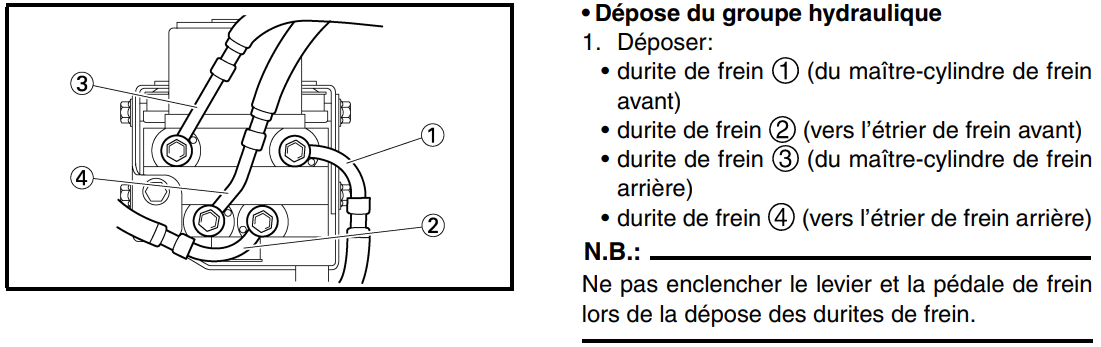 ③
①
④
②
• Dépose du groupe hydraulique
1. Déposer:
• durite de frein ① (du maître-cylindre de frein
avant)
• durite de frein ② (vers l'étrier de frein avant)
• durite de frein ③ (du maître-cylindre de frein
arrière)
• durite de frein ④ (vers l'étrier de frein arrière)
N.B.:
Ne pas enclencher le levier et la pédale de frein
lors de la dépose des durites de frein.